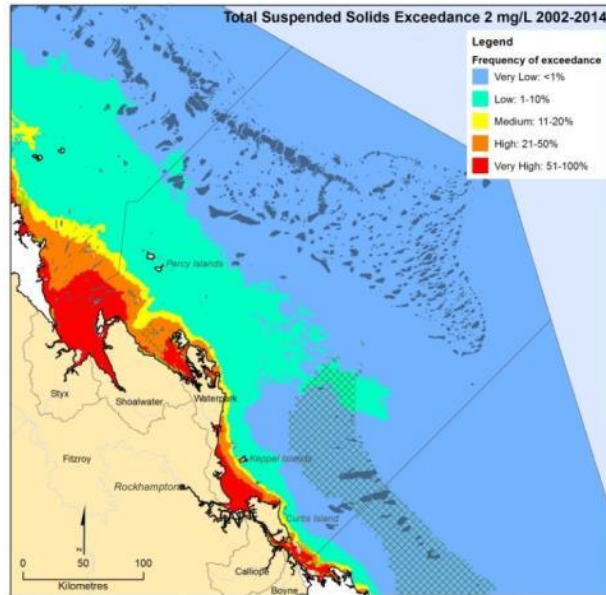 Total Suspended Solids Exceedance 2 mg/L 2002-2014
Legend
Frequency of exceedance
Very Low: <1%
Low: 1-10%
Medium: 11-20%
High: 21-50%
Very High: 51-100%
Percy Islands
Styx
Shoalwater
Waterpark
Fitzroy
Keppel Islands
Rockhampton
Curtis Island
Calliope
Boyne
N
0 50 100
Kilometres